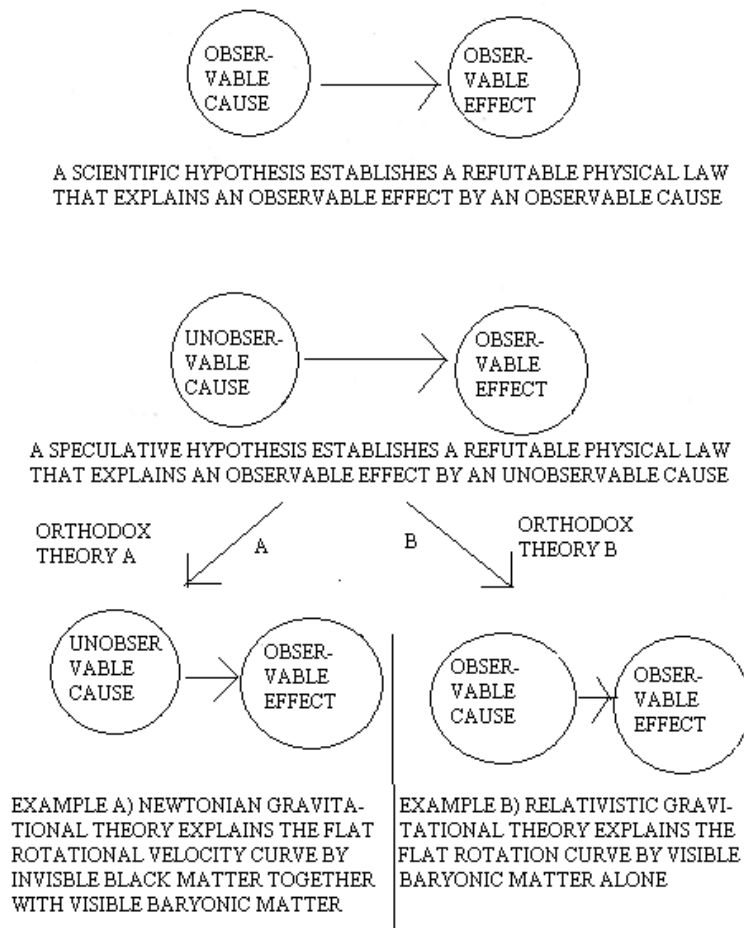 OBSER-
VABLE
CAUSE
OBSER-
VABLE
EFFECT
A SCIENTIFIC HYPOTHESIS ESTABLISHES A REFUTABLE PHYSICAL LAW
THAT EXPLAINS AN OBSERVABLE EFFECT BY AN OBSERVABLE CAUSE
UNOBSER-
VABLE
CAUSE
OBSER-
VABLE
EFFECT
A SPECULATIVE HYPOTHESIS ESTABLISHES A REFUTABLE PHYSICAL LAW
THAT EXPLAINS AN OBSERVABLE EFFECT BY AN UNOBSERVABLE CAUSE
ORTHODOX
THEORY A
A
B
ORTHODOX
THEORY B
UNOBSER
VABLE
CAUSE
OBSER-
VABLE
EFFECT
OBSER-
VABLE
CAUSE
OBSER-
VABLE
EFFECT
EXAMPLE A) NEWTONIAN GRAVITA-
TIONAL THEORY EXPLAINS THE FLAT
ROTATIONAL VELOCITY CURVE BY
INVISBLE BLACK MATTER TOGETHER
WITH VISIBLE BARYONIC MATTER
EXAMPLE B) RELATIVISTIC GRAVI-
TATIONAL THEORY EXPLAINS THE
FLAT ROTATION CURVE BY VISIBLE
BARYONIC MATTER ALONE